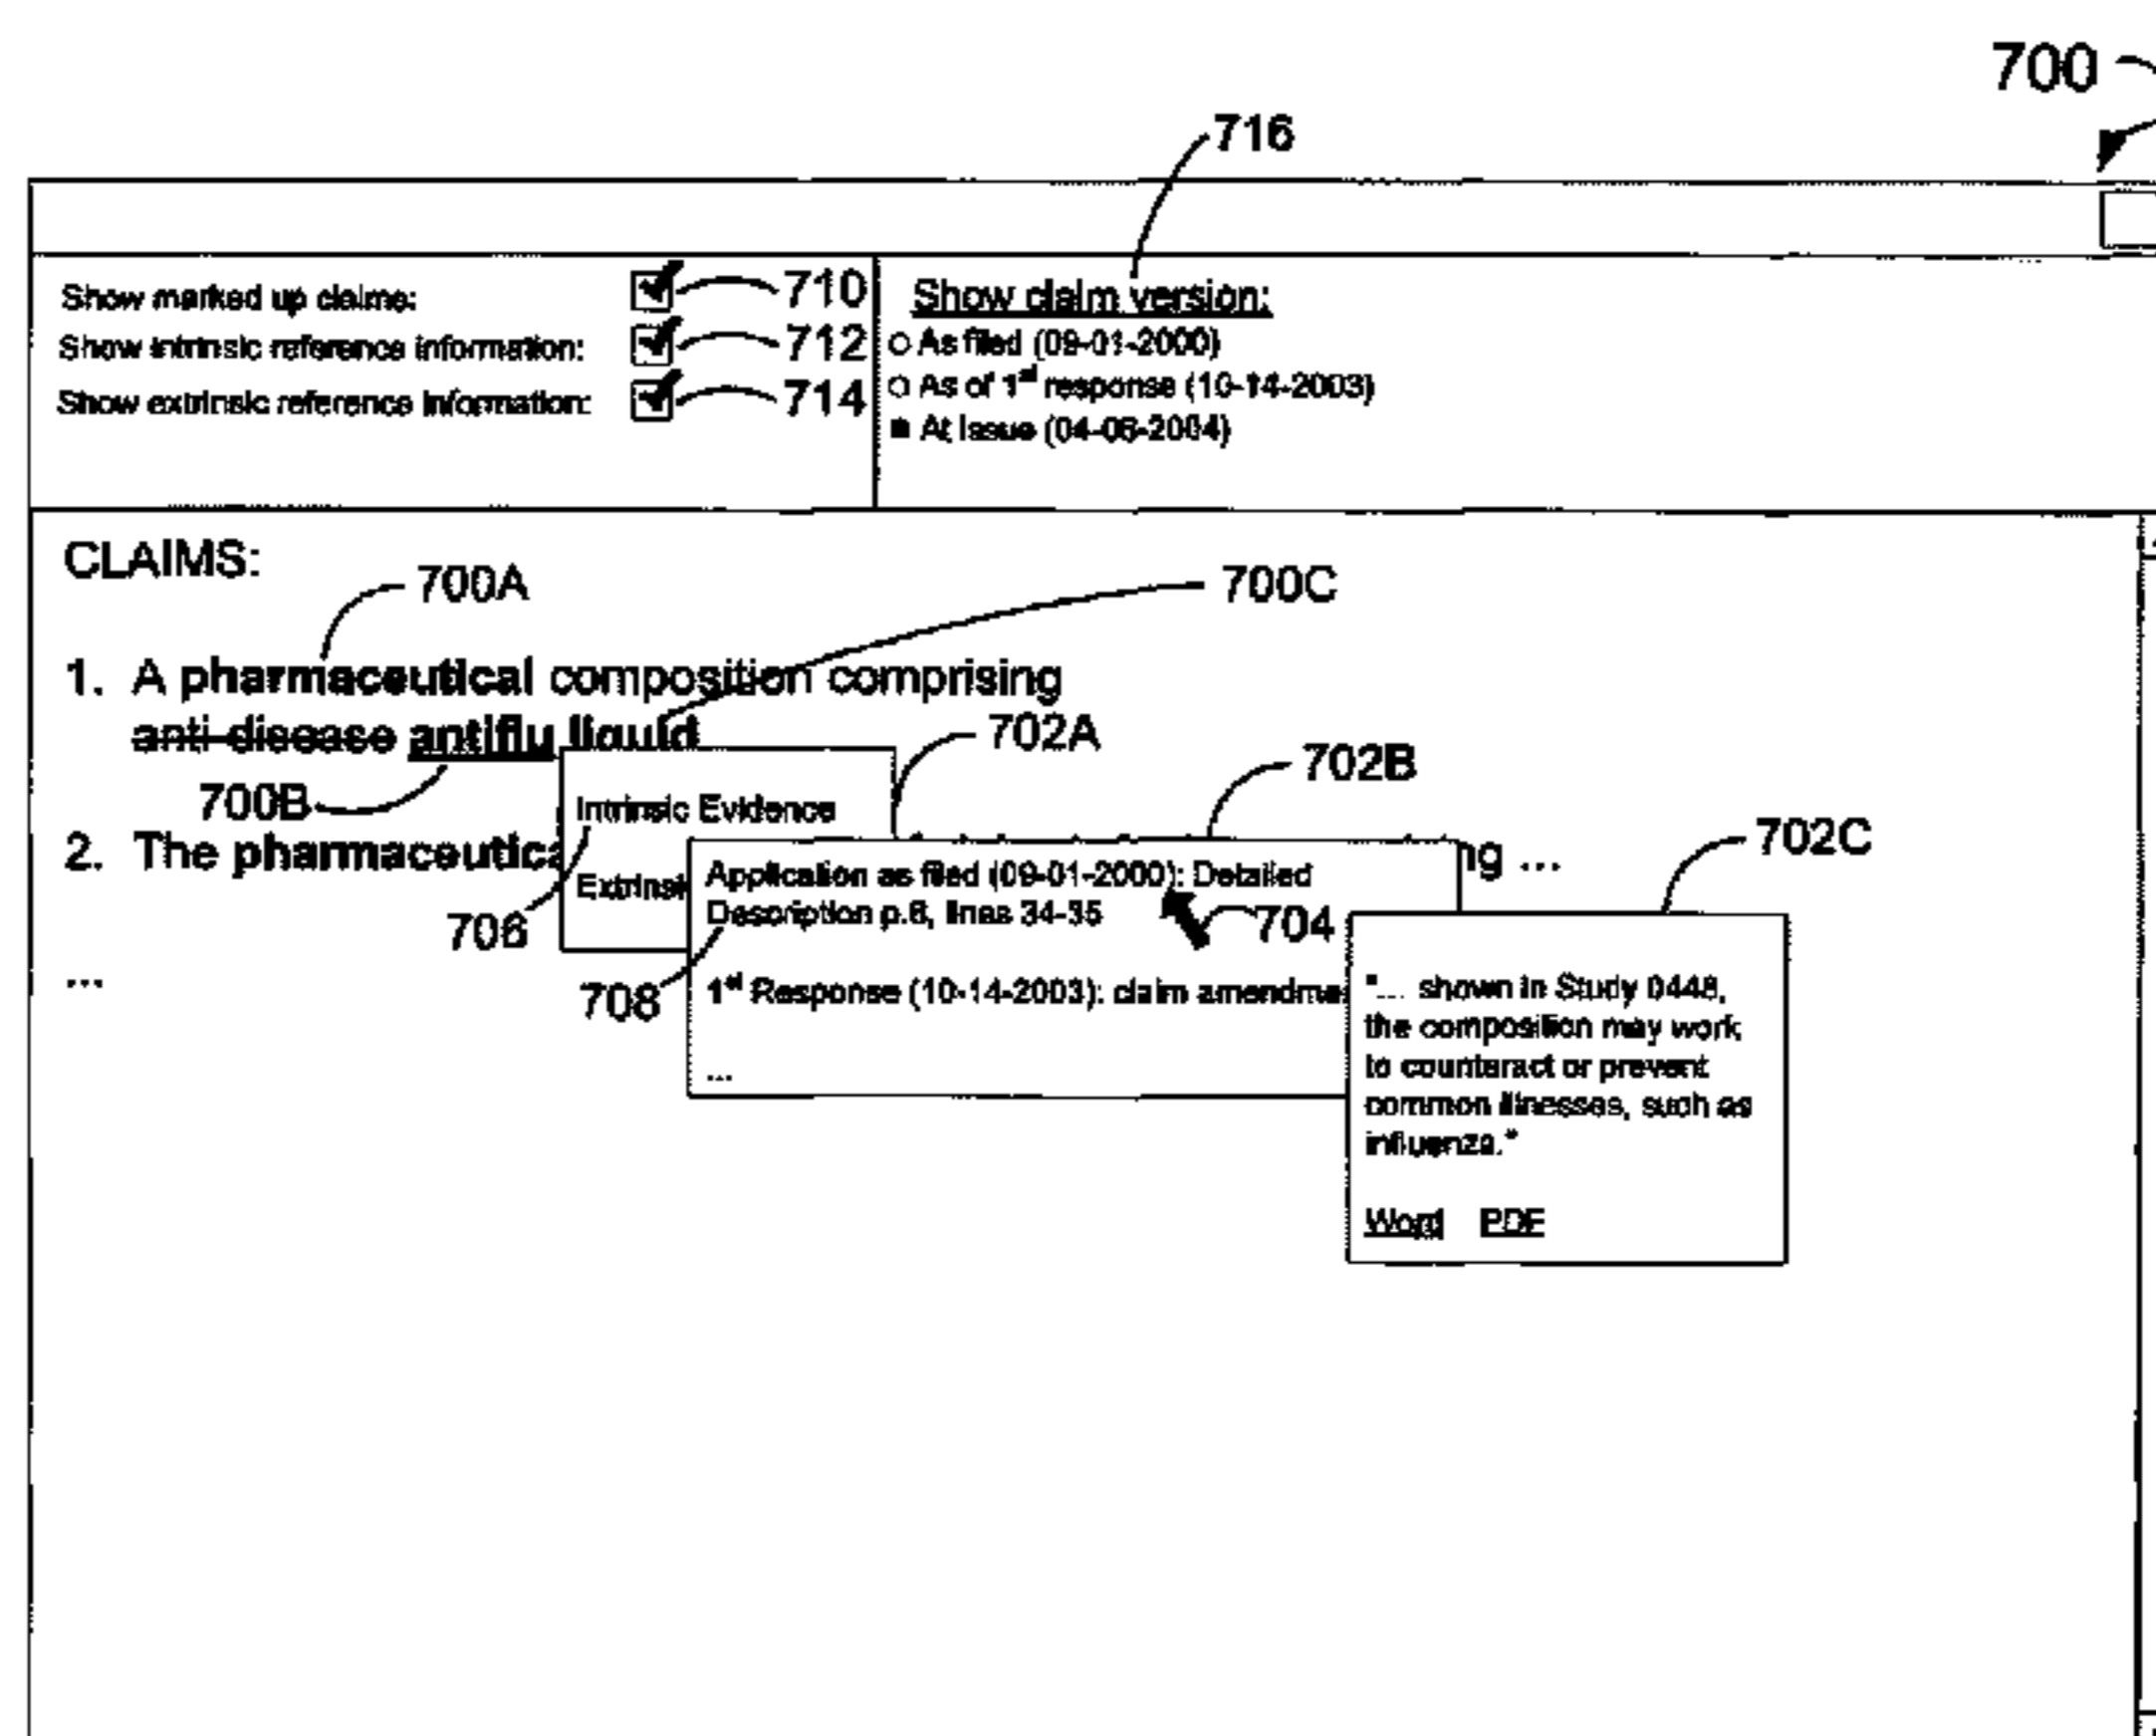 700
716
Show marked up claims: 710
Show intrinsic reference information: 712
Show extrinsic reference information: 714
Show claim version:
As filed (09-01-2000)
As of 1st response (10-14-2003)
At issue (04-06-2004)
CLAIMS:
700A
700C
1. A pharmaceutical composition comprising
anti-disease antiflu liquid
702A
702B
700B
Intrinsic Evidence
702C
2. The pharmaceutica
ng ...
Extrinsi
Application as filed (09-01-2000): Detailed
Description p.6, lines 34-35
706
704
...
708
1st Response (10-14-2003): claim amendme
...
"... shown in Study 0448,
the composition may work
to counteract or prevent
common illnesses, such as
influenza."
Word PDF